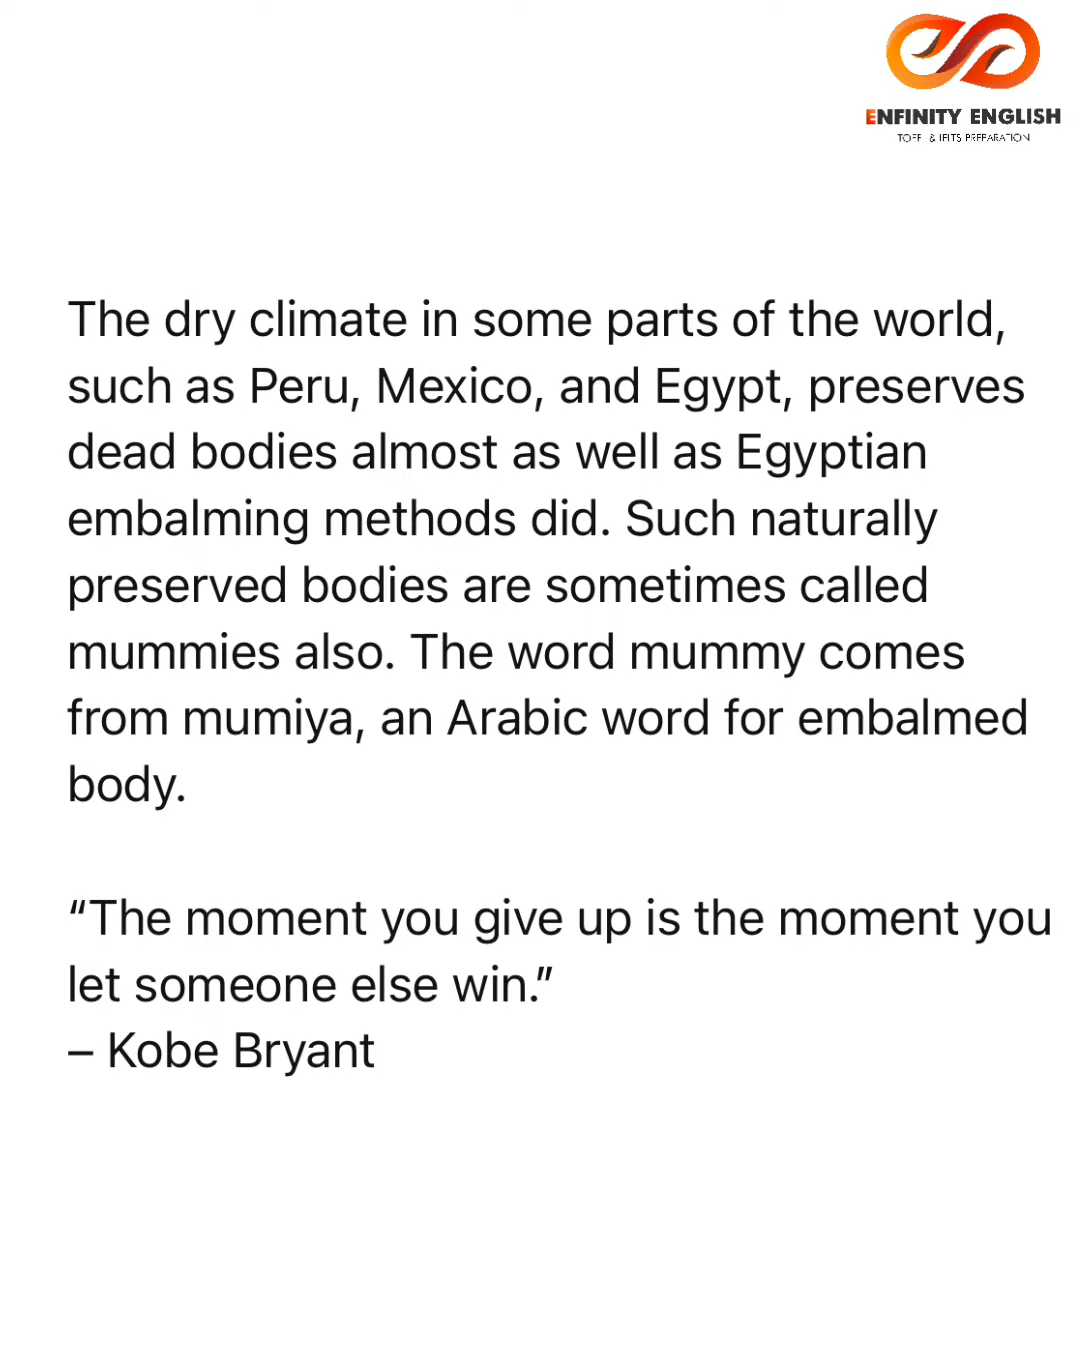 ENFINITY ENGLISH
& PREPARATION
The dry climate in some parts of the world,
such as Peru, Mexico, and Egypt, preserves
dead bodies almost as well as Egyptian
embalming methods did. Such naturally
preserved bodies are sometimes called
mummies also. The word mummy comes
from mumiya, an Arabic word for embalmed
body.
“The moment you give up is the moment you
let someone else win.”
– Kobe Bryant